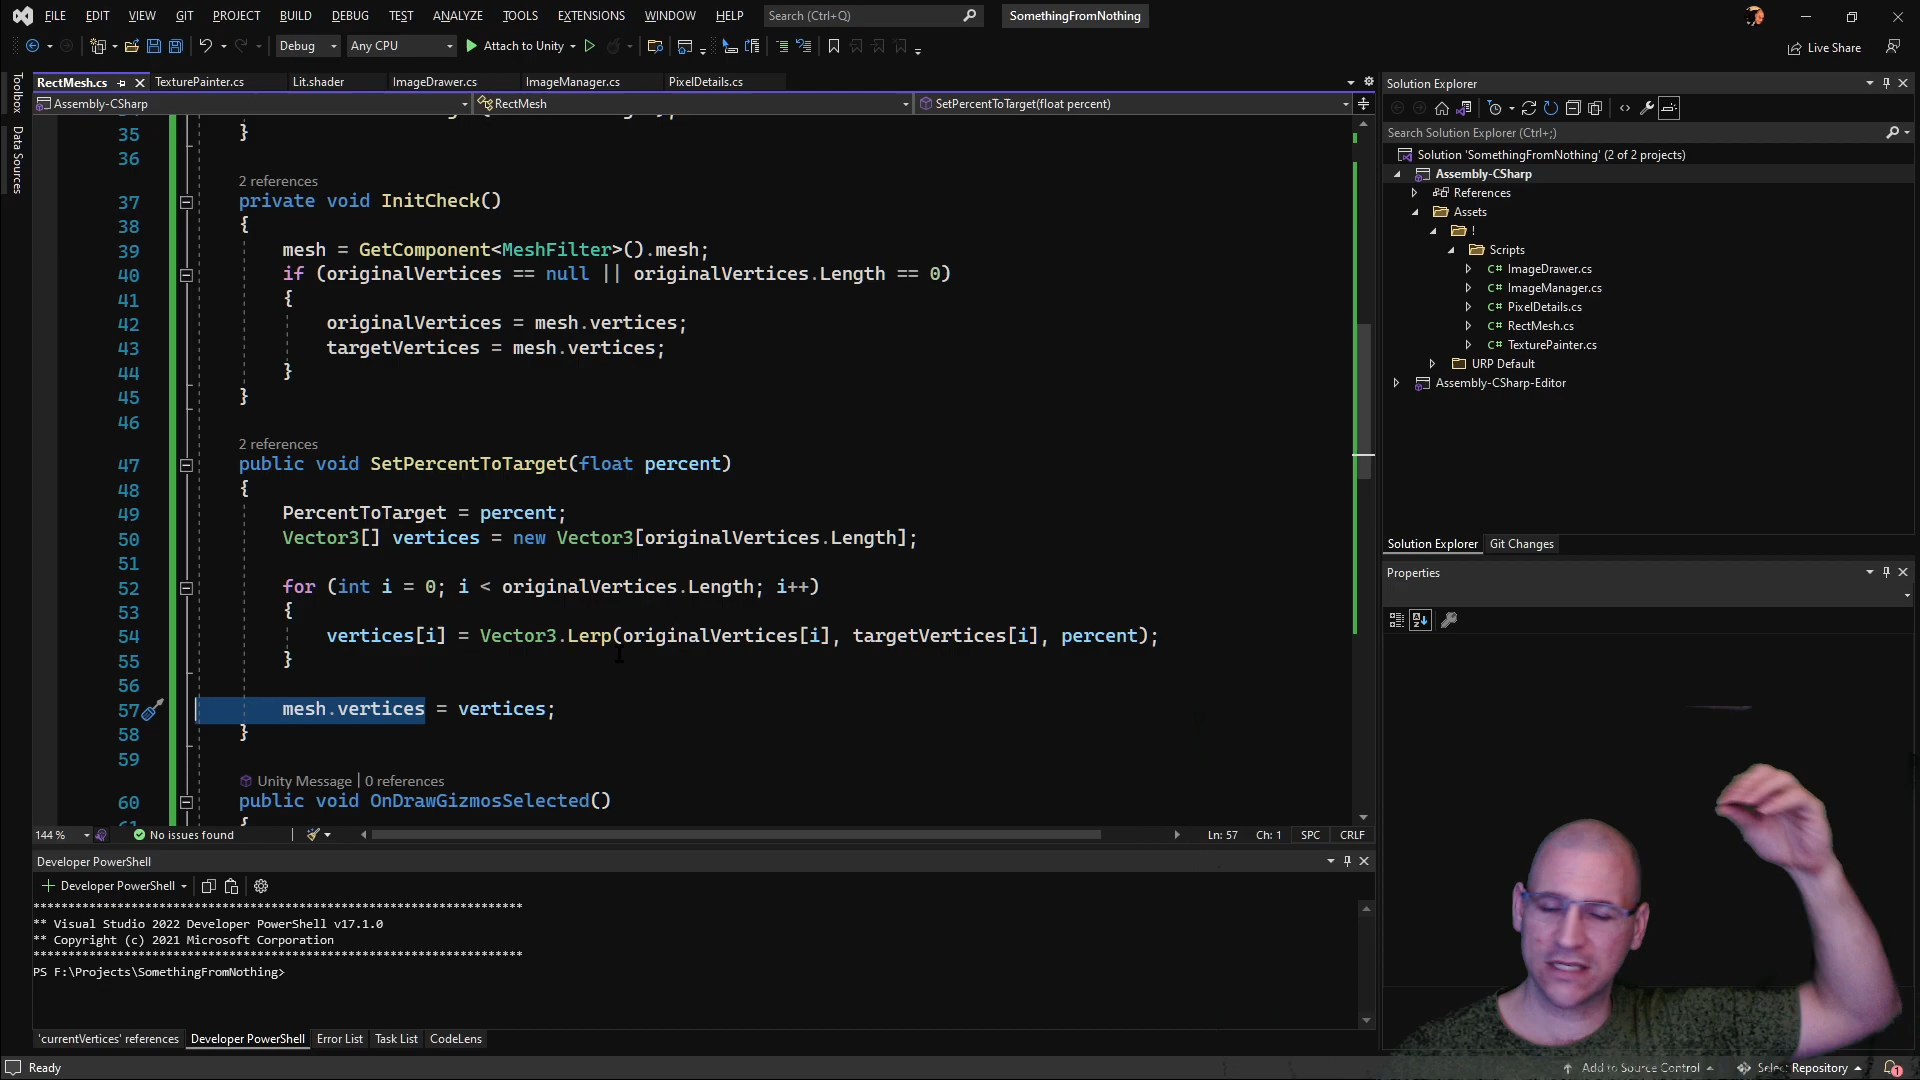 FILE EDIT VIEW GIT PROJECT BUILD DEBUG TEST ANALYZE TOOLS EXTENSIONS WINDOW HELP Search (Ctrl+Q) SomethingFromNothing
Debug Any CPU Attach to Unity Live Share
Toolbox
Data Sources
RectMesh.cs TexturePainter.cs Lit.shader ImageDrawer.cs ImageManager.cs PixelDetails.cs
Assembly-CSharp RectMesh SetPercentToTarget(float percent)
35 }
36
2 references
37 private void InitCheck()
38 {
39 mesh = GetComponent<MeshFilter>().mesh;
40 if (originalVertices == null || originalVertices.Length == 0)
41 {
42 originalVertices = mesh.vertices;
43 targetVertices = mesh.vertices;
44 }
45 }
46
2 references
47 public void SetPercentToTarget(float percent)
48 {
49 PercentToTarget = percent;
50 Vector3[] vertices = new Vector3[originalVertices.Length];
51
52 for (int i = 0; i < originalVertices.Length; i++)
53 {
54 vertices[i] = Vector3.Lerp(originalVertices[i], targetVertices[i], percent);
55 }
56
57 mesh.vertices = vertices;
58 }
59
Unity Message | 0 references
60 public void OnDrawGizmosSelected()
61 {
144 % No issues found Ln: 57 Ch: 1 SPC CRLF
Developer PowerShell
+ Developer PowerShell
**********************************************************************
** Visual Studio 2022 Developer PowerShell v17.1.0
** Copyright (c) 2021 Microsoft Corporation
**********************************************************************
PS F:\Projects\SomethingFromNothing>
'currentVertices' references Developer PowerShell Error List Task List CodeLens
Solution Explorer
Search Solution Explorer (Ctrl+;)
Solution 'SomethingFromNothing' (2 of 2 projects)
Assembly-CSharp
References
Assets
!
Scripts
C# ImageDrawer.cs
C# ImageManager.cs
C# PixelDetails.cs
C# RectMesh.cs
C# TexturePainter.cs
URP Default
Assembly-CSharp-Editor
Solution Explorer Git Changes
Properties
Ready Add to Source Control Select Repository 1